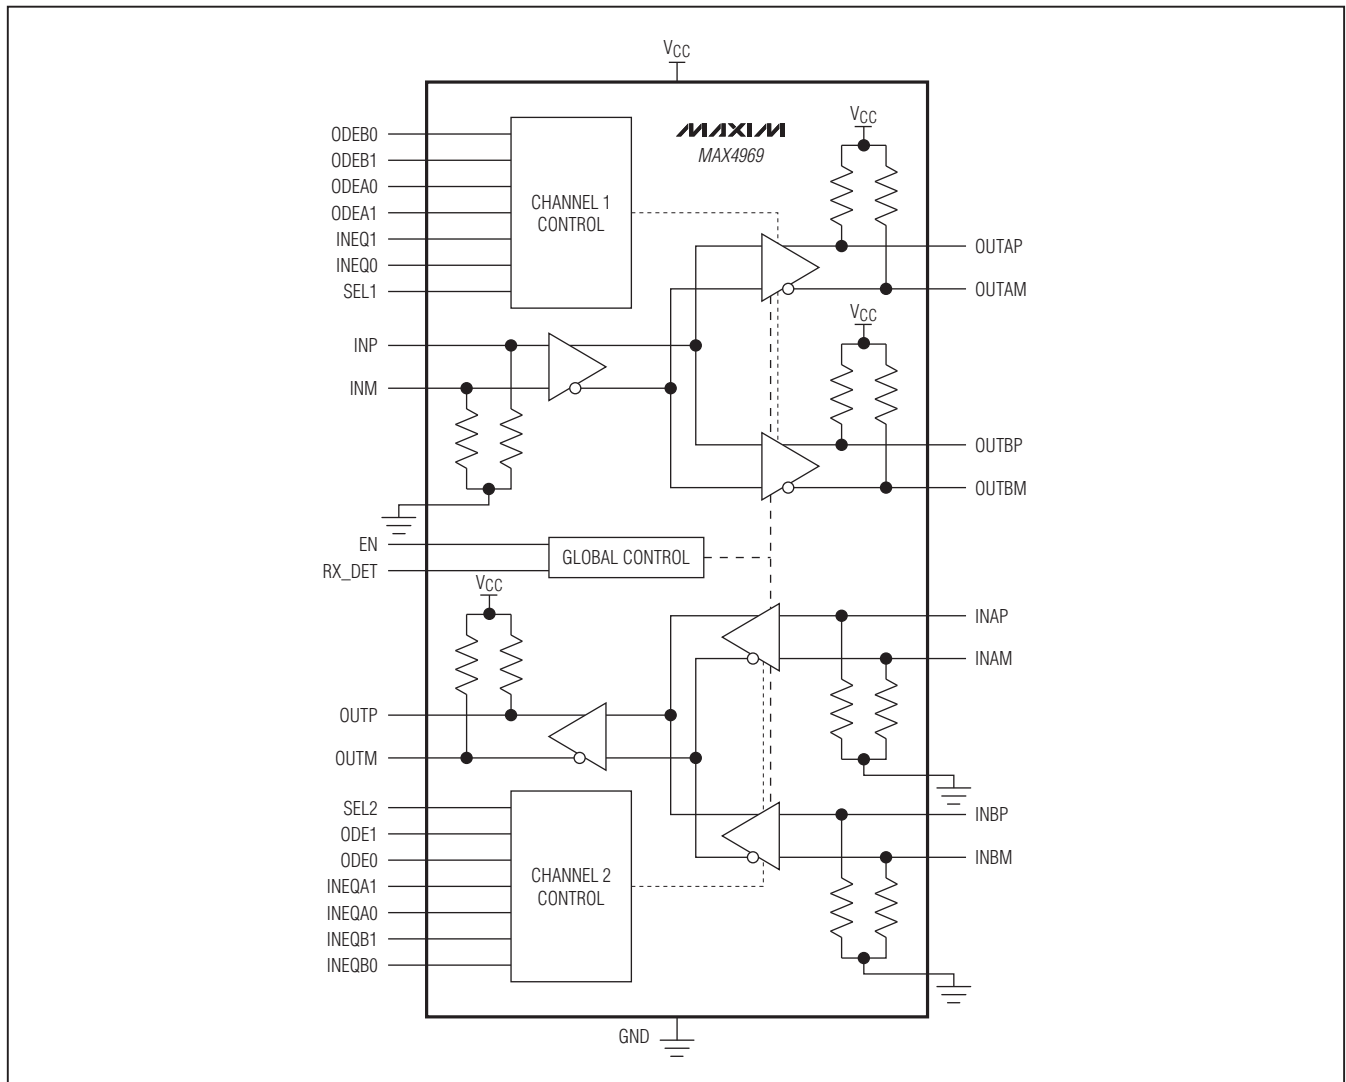 VCC
MAXIM
MAX4969
VCC
ODEB0
ODEB1
ODEA0
ODEA1
INEQ1
INEQ0
SEL1
CHANNEL 1
CONTROL
OUTAP
OUTAM
VCC
INP
INM
OUTBP
OUTBM
EN
RX_DET
GLOBAL CONTROL
VCC
INAP
INAM
OUTP
OUTM
SEL2
ODE1
ODE0
INEQA1
INEQA0
INEQB1
INEQB0
CHANNEL 2
CONTROL
INBP
INBM
GND